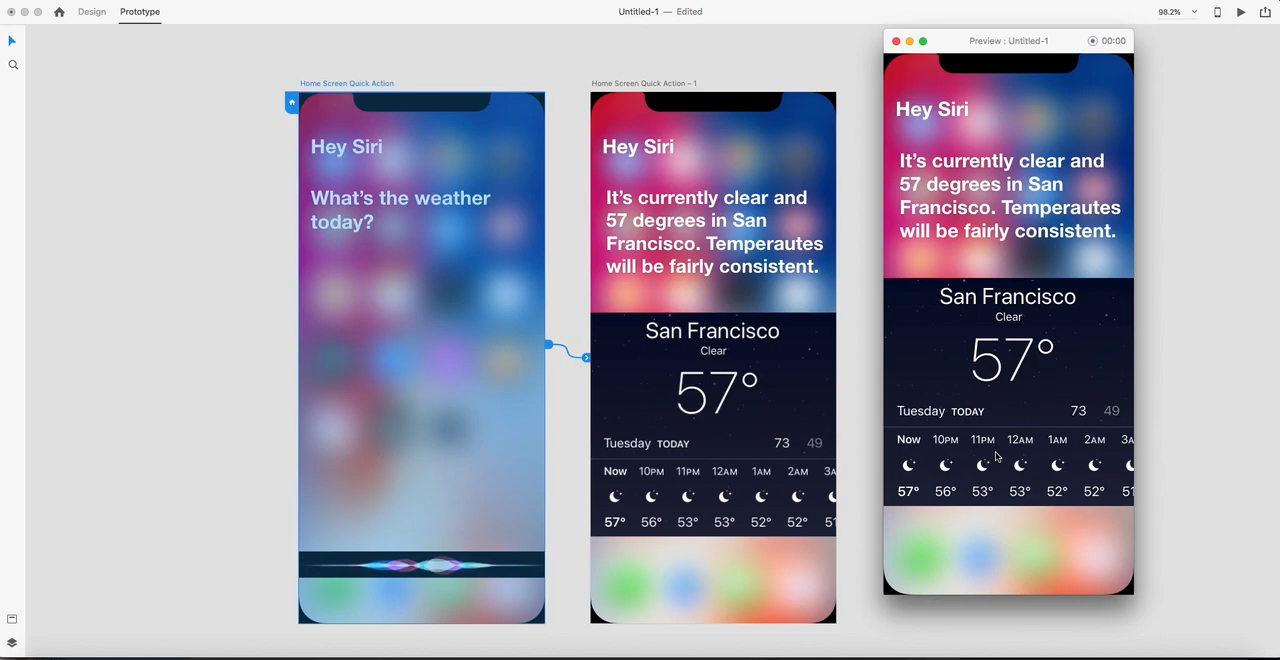 Design
Prototype
Untitled-1 — Edited
98.2%
Home Screen Quick Action
Hey Siri
What's the weather
today?
Home Screen Quick Action – 1
Hey Siri
It's currently clear and
57 degrees in San
Francisco. Temperautes
will be fairly consistent.
San Francisco
Clear
57°
Tuesday TODAY 73 49
Now 10PM 11PM 12AM 1AM 2AM 3A
57° 56° 53° 53° 52° 52° 51
Preview : Untitled-1
00:00
Hey Siri
It's currently clear and
57 degrees in San
Francisco. Temperautes
will be fairly consistent.
San Francisco
Clear
57°
Tuesday TODAY 73 49
Now 10PM 11PM 12AM 1AM 2AM 3A
57° 56° 53° 53° 52° 52° 51